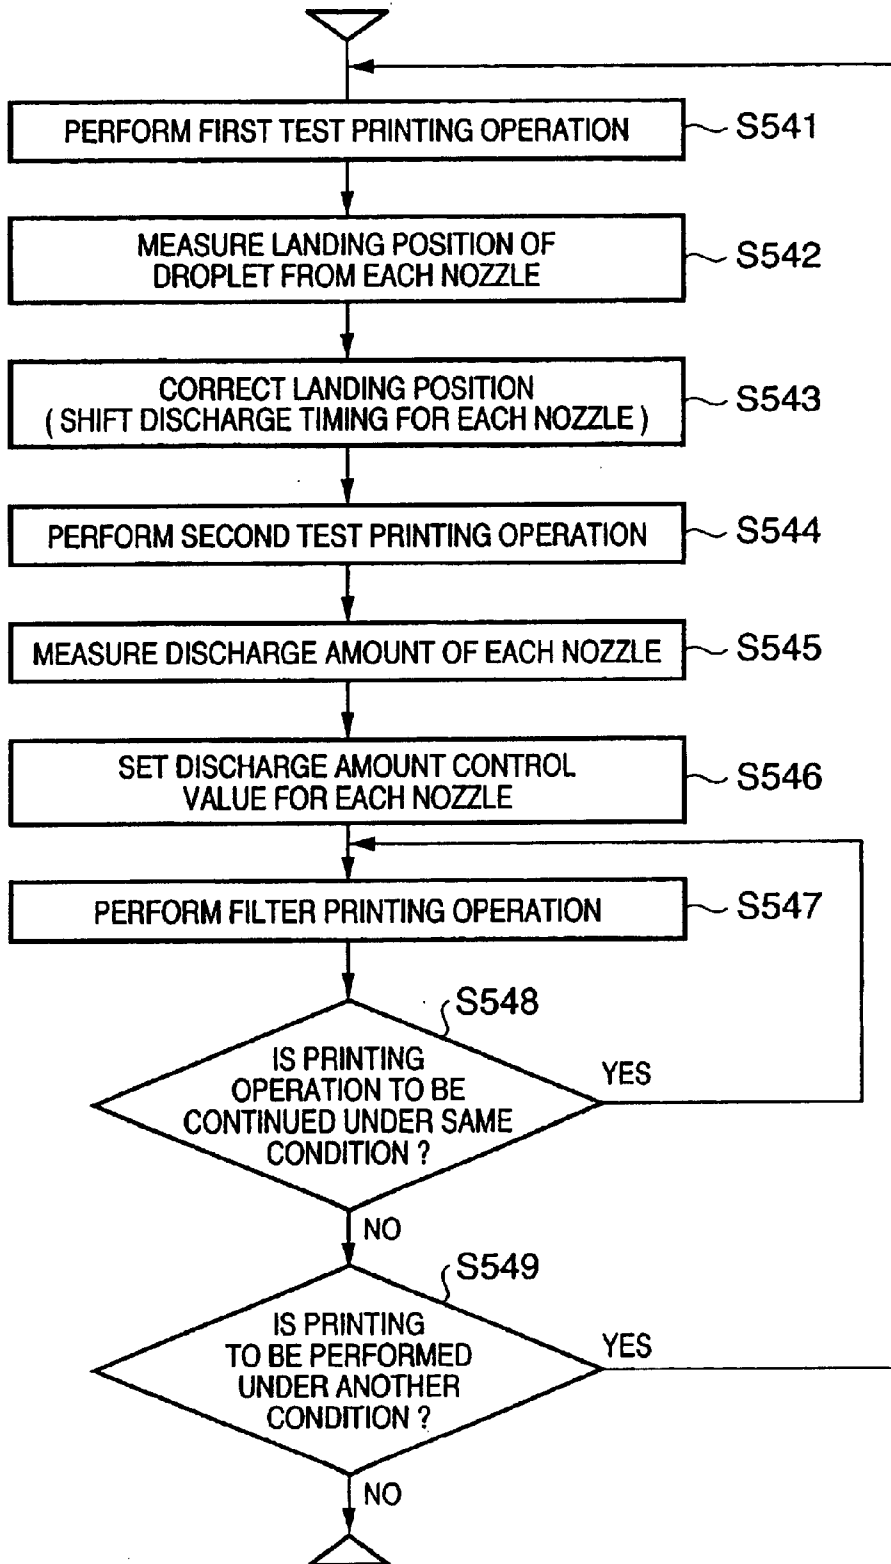 PERFORM FIRST TEST PRINTING OPERATION
S541
MEASURE LANDING POSITION OF
DROPLET FROM EACH NOZZLE
S542
CORRECT LANDING POSITION
( SHIFT DISCHARGE TIMING FOR EACH NOZZLE )
S543
PERFORM SECOND TEST PRINTING OPERATION
S544
MEASURE DISCHARGE AMOUNT OF EACH NOZZLE
S545
SET DISCHARGE AMOUNT CONTROL
VALUE FOR EACH NOZZLE
S546
PERFORM FILTER PRINTING OPERATION
S547
S548
IS PRINTING
OPERATION TO BE
CONTINUED UNDER SAME
CONDITION ?
YES
NO
S549
IS PRINTING
TO BE PERFORMED
UNDER ANOTHER
CONDITION ?
YES
NO